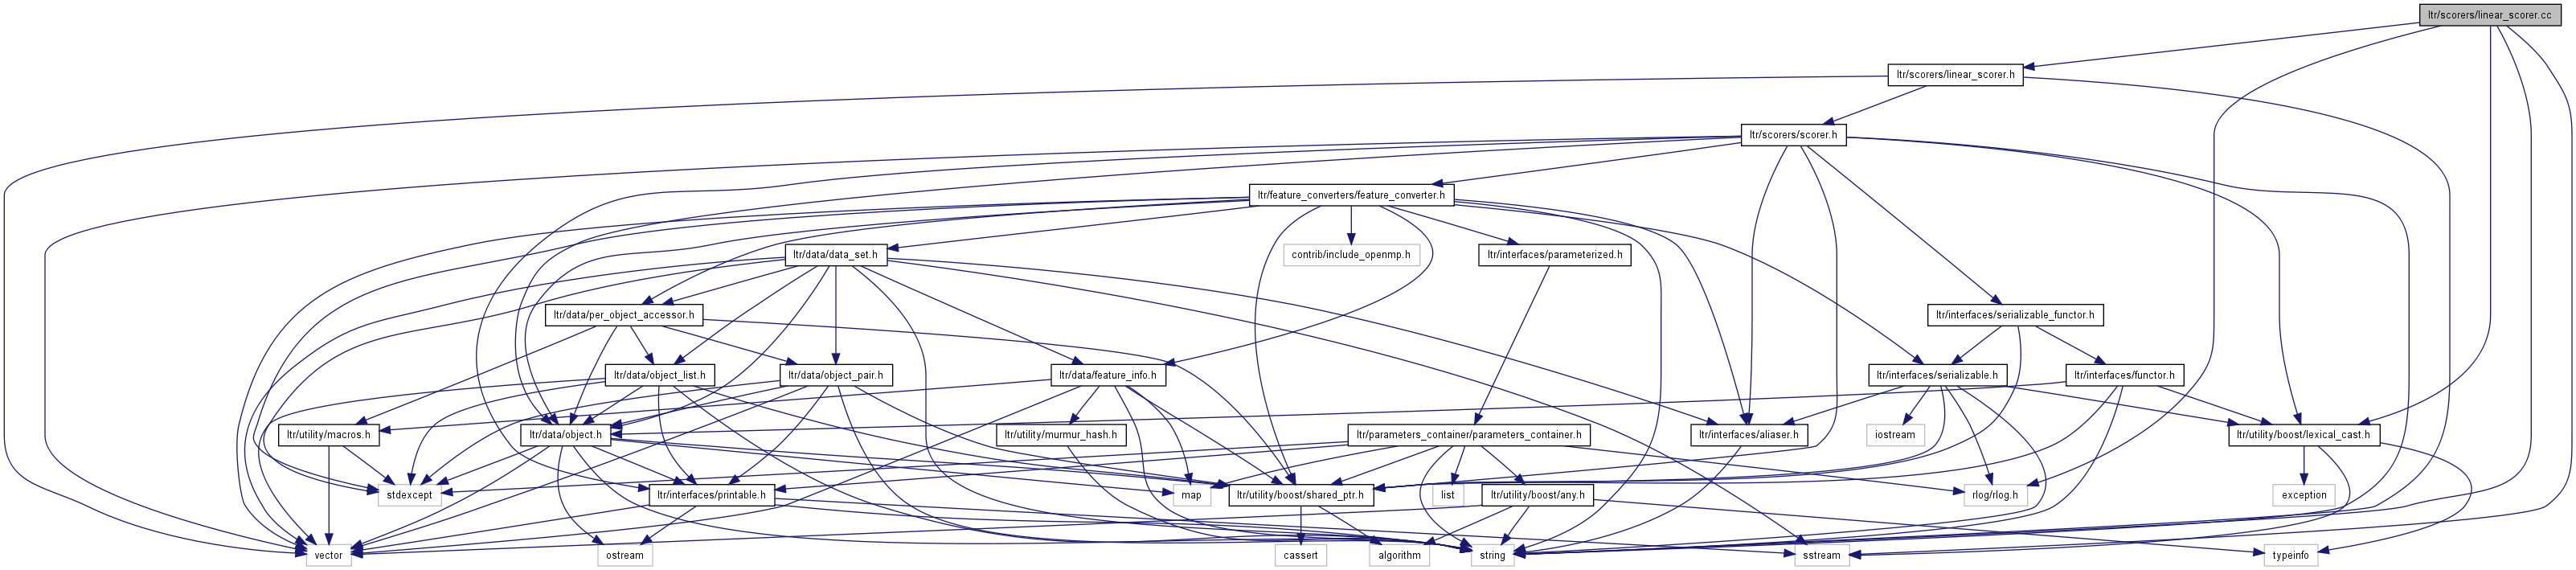 ltr/scorers/linear_scorer.cc
ltr/scorers/linear_scorer.h
ltr/scorers/scorer.h
ltr/feature_converters/feature_converter.h
ltr/data/data_set.h
contrib/include_openmp.h
ltr/interfaces/parameterized.h
ltr/data/per_object_accessor.h
ltr/interfaces/serializable_functor.h
ltr/data/object_list.h
ltr/data/object_pair.h
ltr/data/feature_info.h
ltr/interfaces/serializable.h
ltr/interfaces/functor.h
ltr/utility/macros.h
ltr/data/object.h
ltr/utility/murmur_hash.h
ltr/parameters_container/parameters_container.h
ltr/interfaces/aliaser.h
iostream
ltr/utility/boost/lexical_cast.h
stdexcept
ltr/interfaces/printable.h
map
ltr/utility/boost/shared_ptr.h
list
ltr/utility/boost/any.h
rlog/rlog.h
exception
vector
ostream
cassert
algorithm
string
sstream
typeinfo